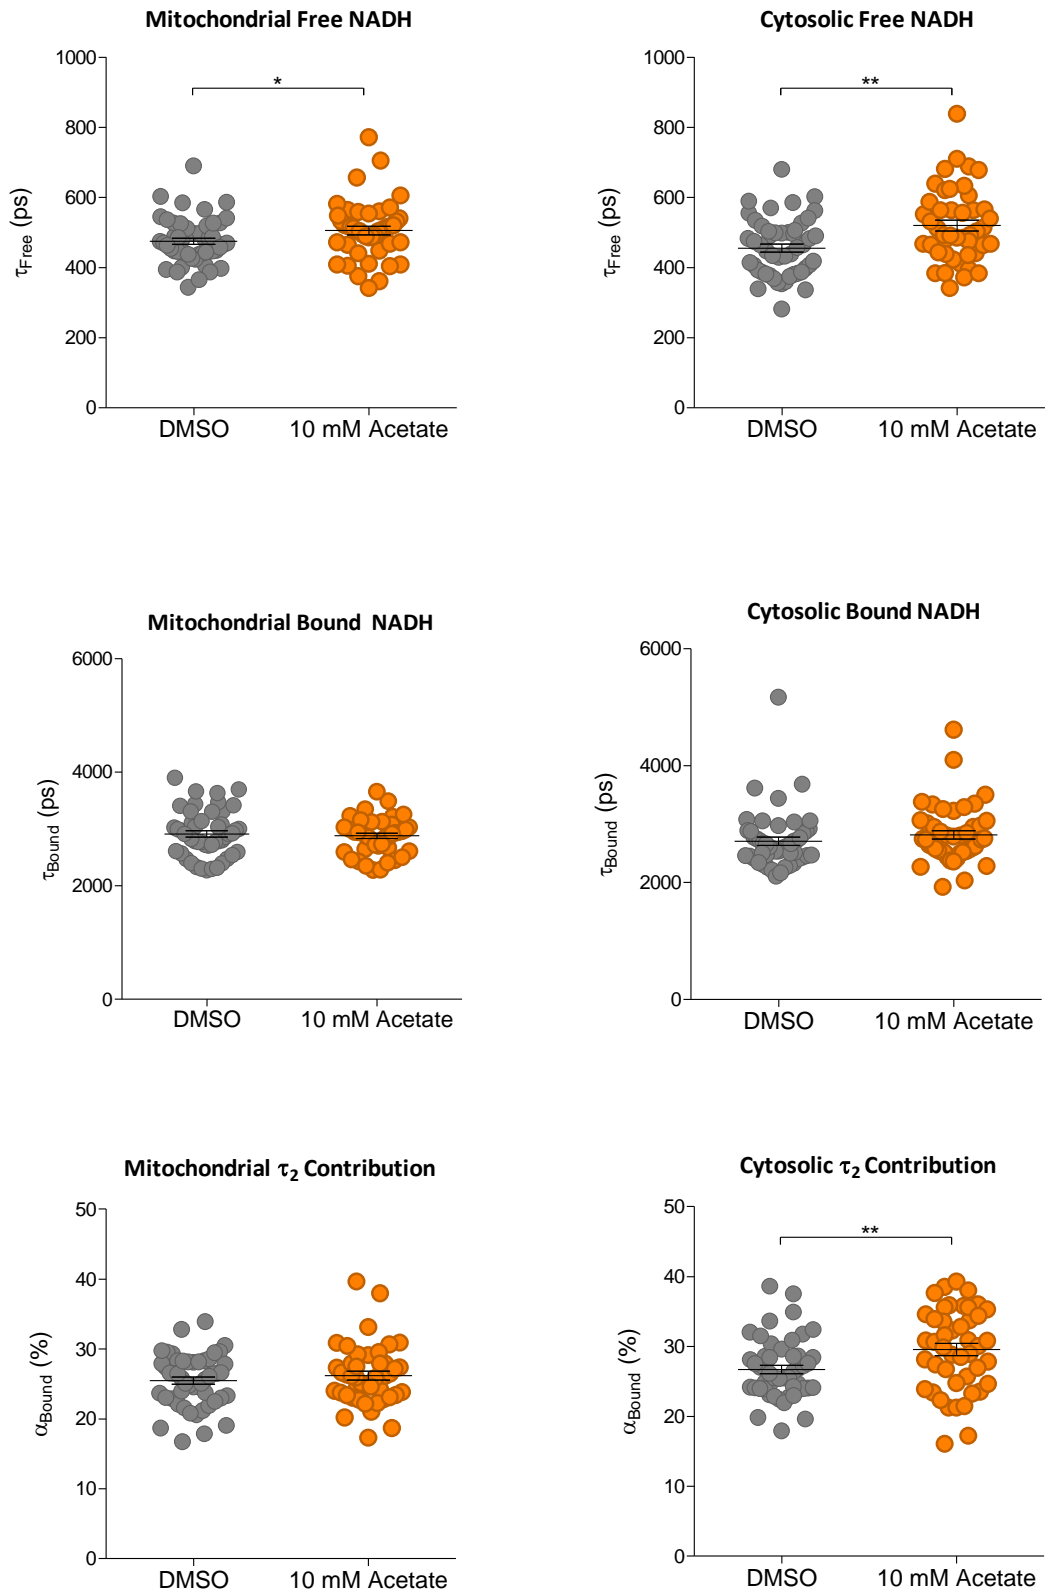 Mitochondrial Free NADH
1000
800
600
400
200
0
τFree (ps)
*
DMSO
10 mM Acetate
Cytosolic Free NADH
1000
800
600
400
200
0
τFree (ps)
**
DMSO
10 mM Acetate
Mitochondrial Bound NADH
6000
4000
2000
0
τBound (ps)
DMSO
10 mM Acetate
Cytosolic Bound NADH
6000
4000
2000
0
τBound (ps)
DMSO
10 mM Acetate
Mitochondrial τ2 Contribution
50
40
30
20
10
0
αBound (%)
DMSO
10 mM Acetate
Cytosolic τ2 Contribution
50
40
30
20
10
0
αBound (%)
**
DMSO
10 mM Acetate